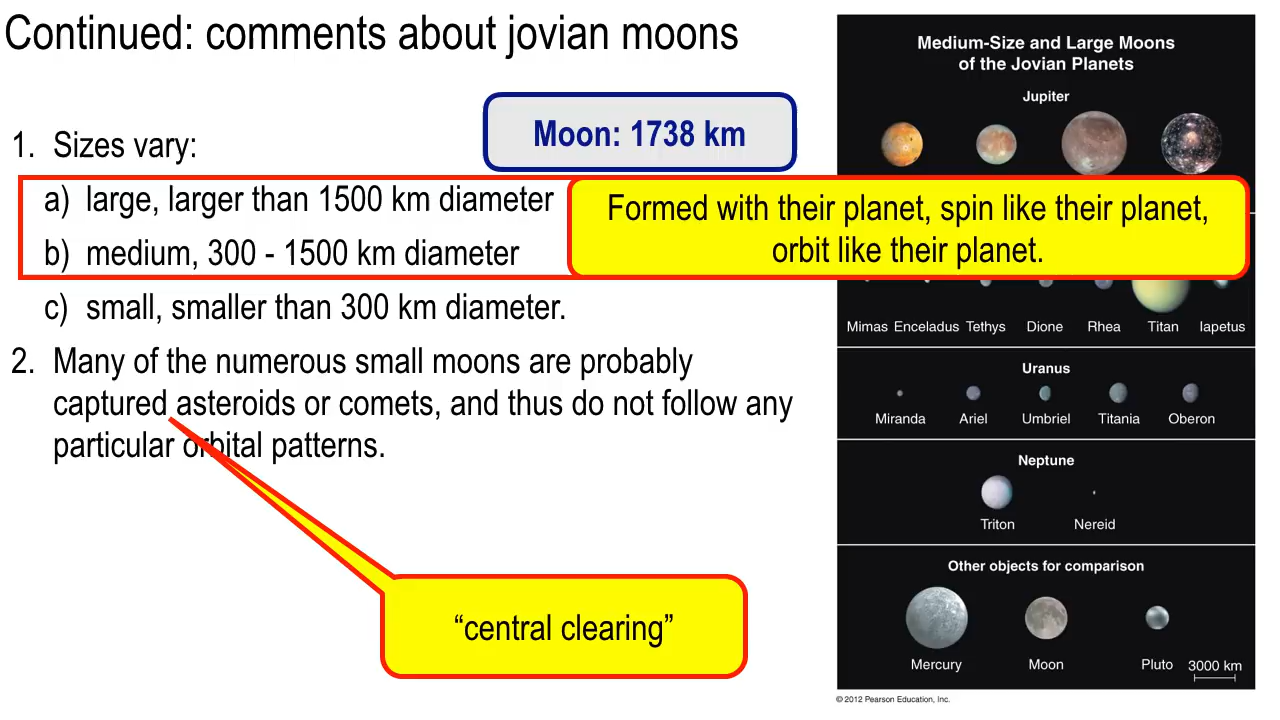 Continued: comments about jovian moons
Moon: 1738 km
1. Sizes vary:
a) large, larger than 1500 km diameter
b) medium, 300 - 1500 km diameter
Formed with their planet, spin like their planet,
orbit like their planet.
c) small, smaller than 300 km diameter.
2. Many of the numerous small moons are probably
captured asteroids or comets, and thus do not follow any
particular orbital patterns.
“central clearing”
Medium-Size and Large Moons
of the Jovian Planets
Jupiter
Mimas Enceladus Tethys Dione Rhea Titan Iapetus
Uranus
Miranda Ariel Umbriel Titania Oberon
Neptune
Triton Nereid
Other objects for comparison
Mercury Moon Pluto 3000 km
© 2012 Pearson Education, Inc.